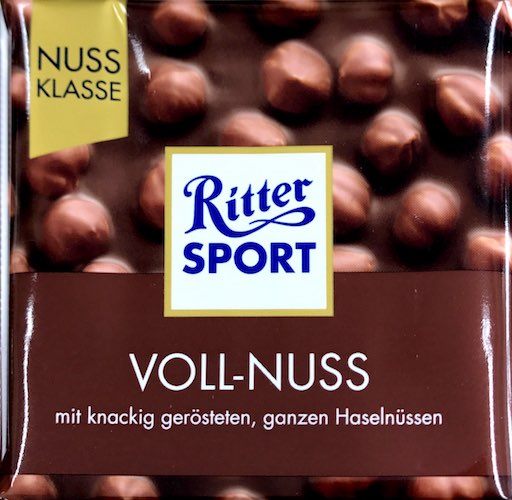 NUSS
KLASSE
Ritter
SPORT
VOLL-NUSS
mit knackig gerösteten, ganzen Haselnüssen